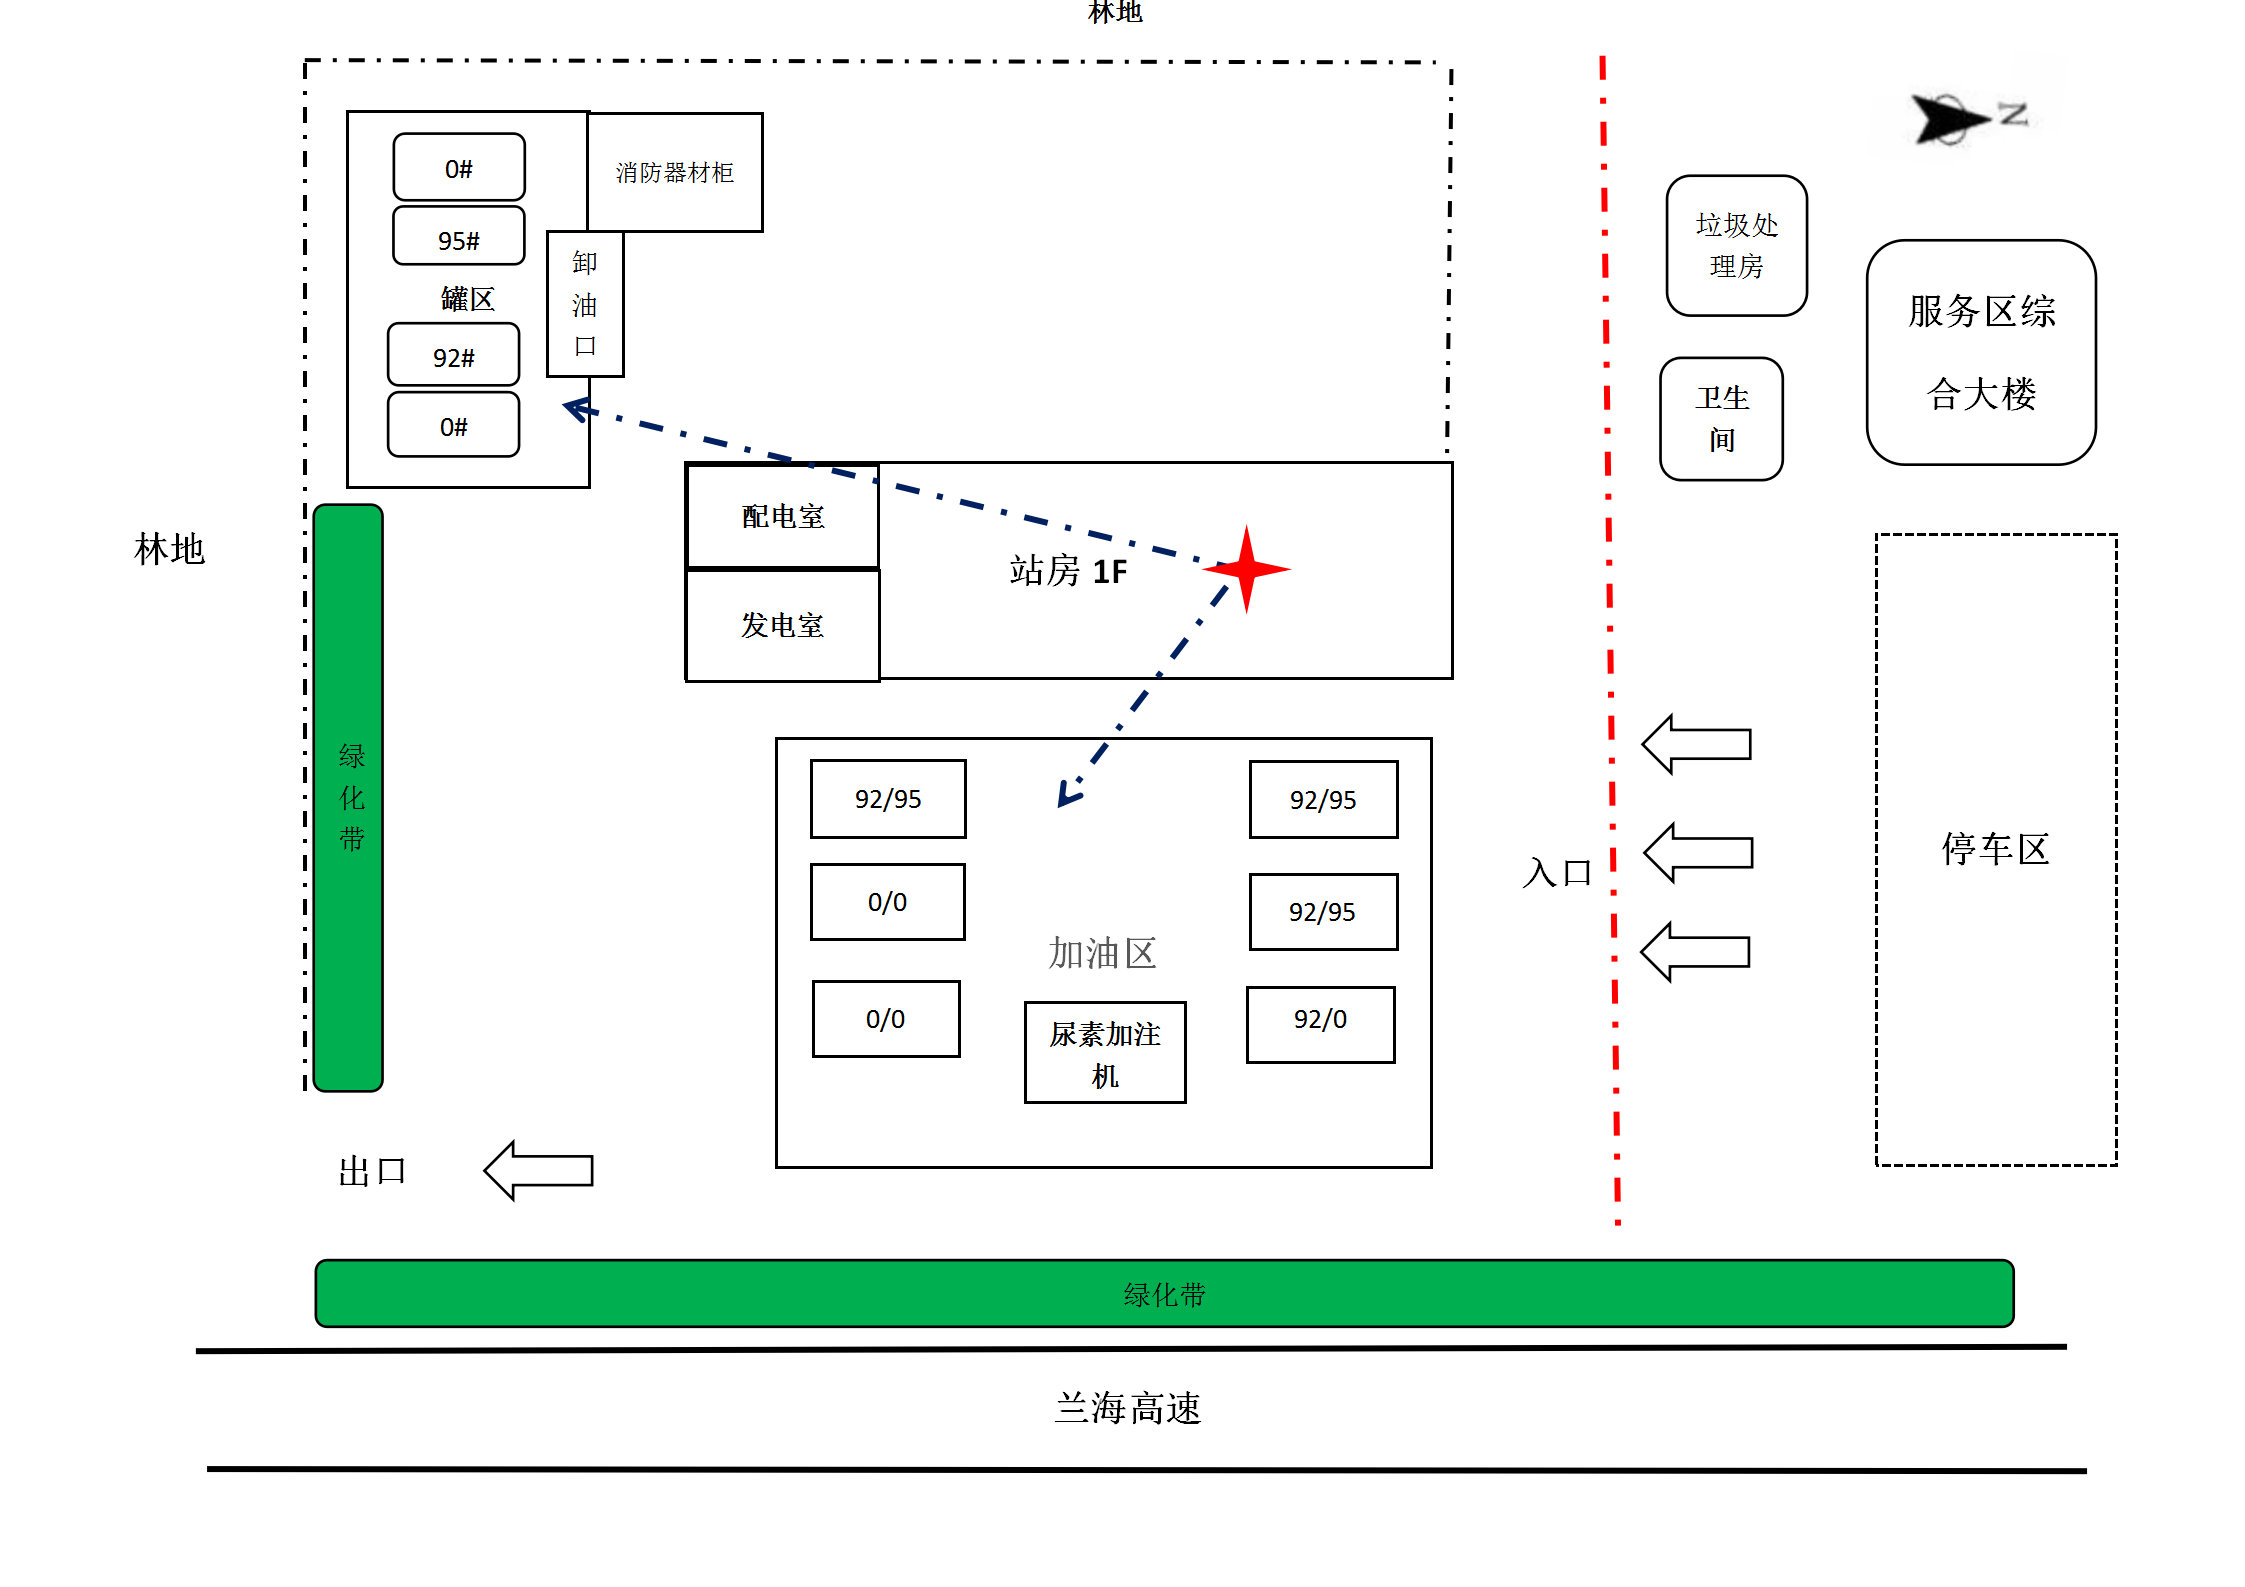 林地
N
0#
消防器材柜
95#
卸
油
口
罐区
92#
0#
垃圾处
理房
服务区综
合大楼
卫生
间
配电室
站房 1F
发电室
林地
绿
化
带
92/95
92/95
0/0
92/95
加油区
0/0
92/0
尿素加注
机
入口
停车区
出口
绿化带
兰海高速